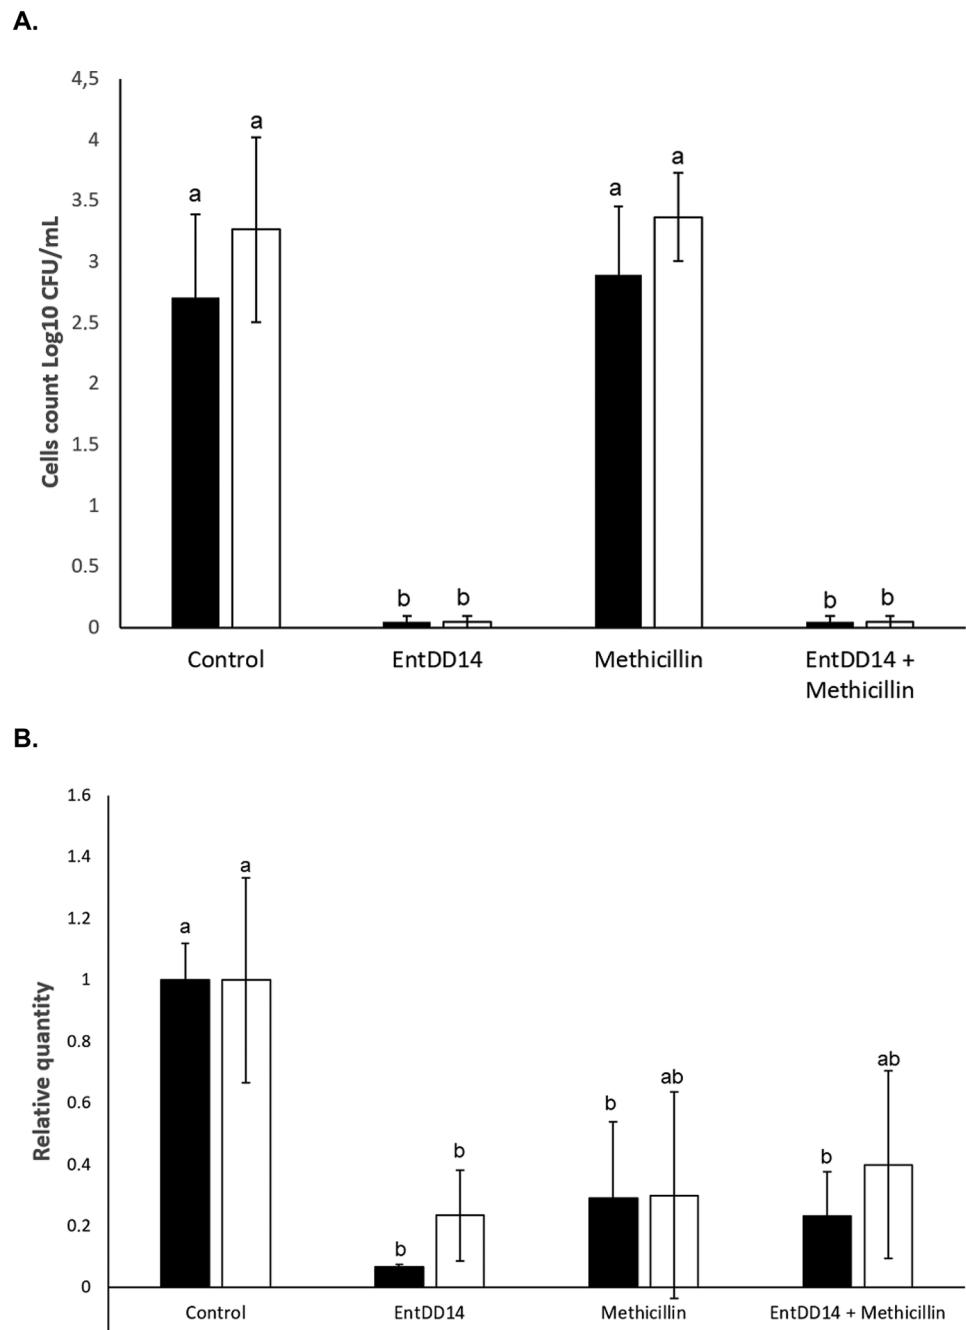 A.
Cells count Log10 CFU/mL
4,5
4
3.5
3
2.5
2
1.5
1
0.5
0
a
a
b
b
a
a
b
b
Control
EntDD14
Methicillin
EntDD14 +
Methicillin
B.
Relative quantity
1.6
1.4
1.2
1
0.8
0.6
0.4
0.2
0
a
a
b
b
b
ab
b
ab
Control
EntDD14
Methicillin
EntDD14 + Methicillin